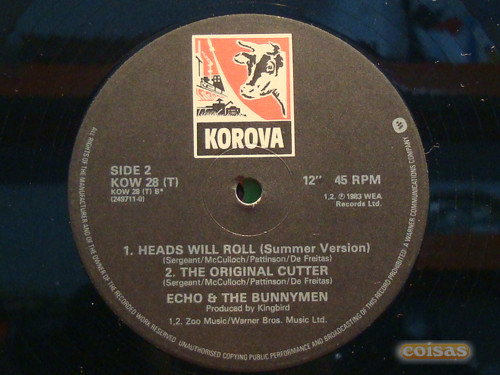 KOROVA
SIDE 2
KOW 28 (T)
KOW 28 (T) B*
(249711-0)
12" 45 RPM
1,2. ℗ 1983 WEA
Records Ltd.
1. HEADS WILL ROLL (Summer Version)
(Sergeant/McCulloch/Pattinson/De Freitas)
2. THE ORIGINAL CUTTER
(Sergeant/McCulloch/Pattinson/De Freitas)
ECHO & THE BUNNYMEN
Produced by Kingbird
1,2. Zoo Music/Warner Bros. Music Ltd.
ALL RIGHTS OF THE MANUFACTURER AND OF THE OWNER OF THE RECORDED WORK RESERVED UNAUTHORISED COPYING PUBLIC PERFORMANCE AND BROADCASTING OF THIS RECORD PROHIBITED A WARNER COMMUNICATIONS COMPANY
coisas